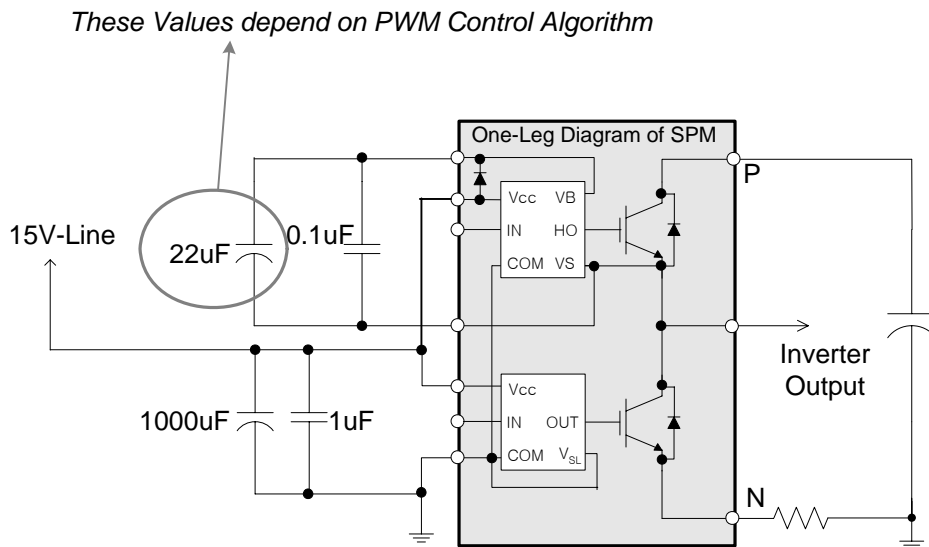 These Values depend on PWM Control Algorithm
One-Leg Diagram of SPM
P
Vcc
VB
15V-Line
22uF
0.1uF
IN
HO
COM
VS
Inverter
Output
Vcc
1000uF
1uF
IN
OUT
COM
VSL
N